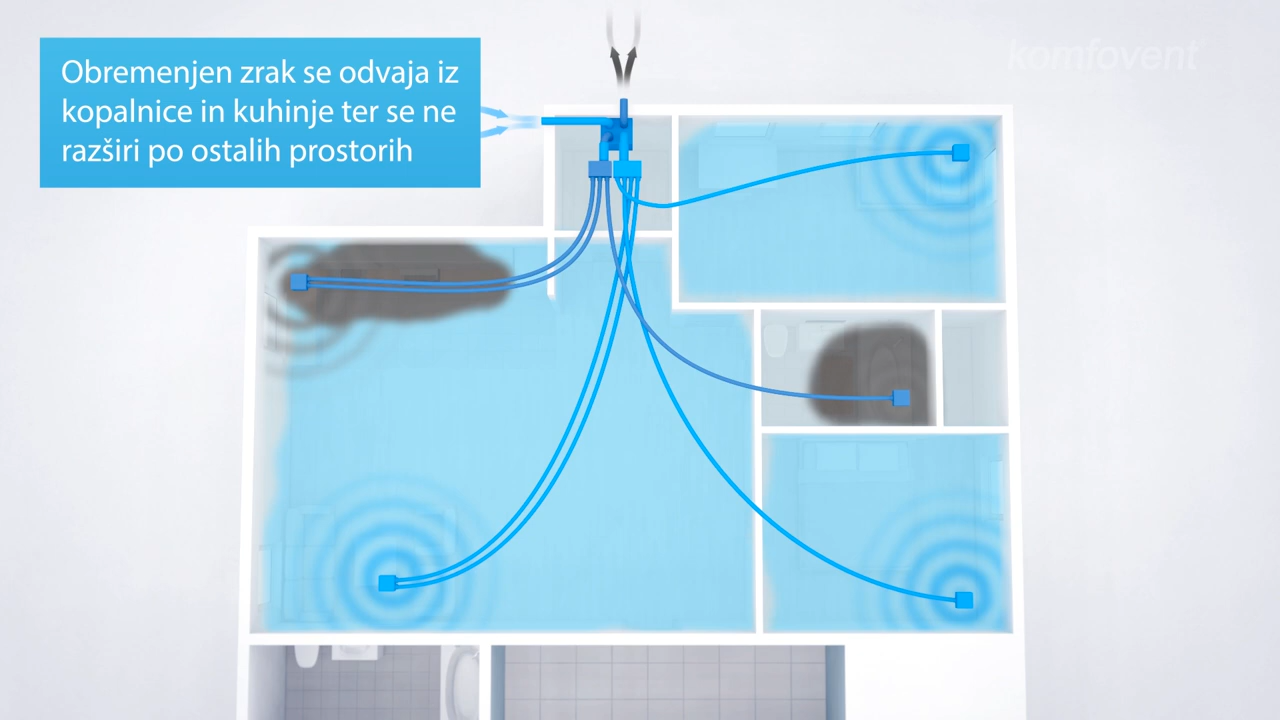 komfovent
Obremenjen zrak se odvaja iz
kopalnice in kuhinje ter se ne
razširi po ostalih prostorih